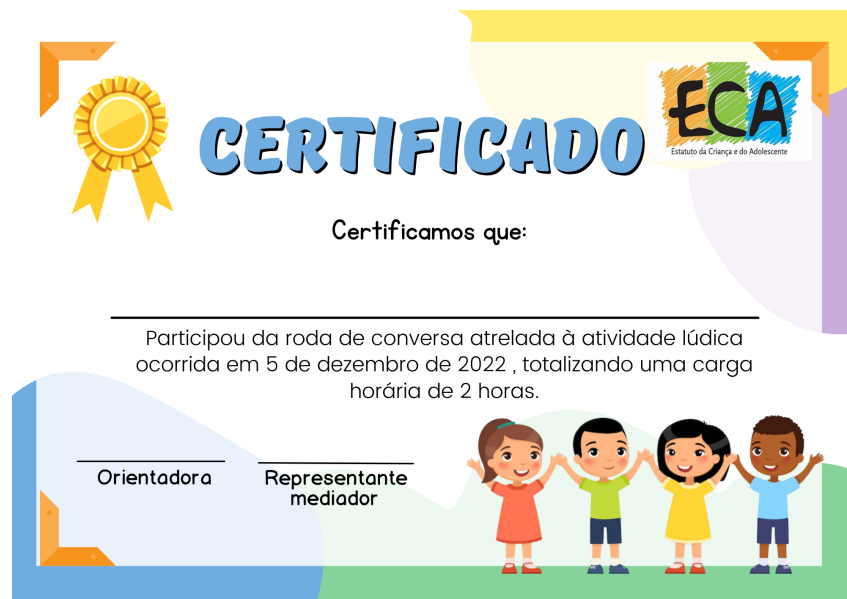 CERTIFICADO
ECA
Estatuto da Criança e do Adolescente
Certificamos que:
Participou da roda de conversa atrelada à atividade lúdica
ocorrida em 5 de dezembro de 2022 , totalizando uma carga
horária de 2 horas.
Orientadora
Representante
mediador